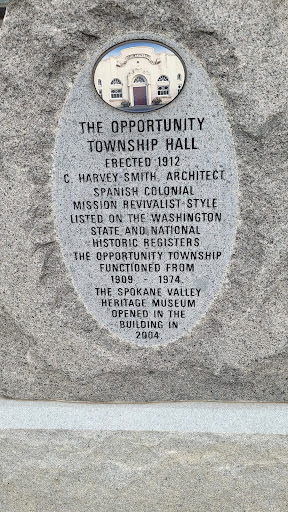 THE OPPORTUNITY
TOWNSHIP HALL
ERECTED 1912
C. HARVEY-SMITH, ARCHITECT
SPANISH COLONIAL
MISSION REVIVALIST STYLE
LISTED ON THE WASHINGTON
STATE AND NATIONAL
HISTORIC REGISTERS
THE OPPORTUNITY TOWNSHIP
FUNCTIONED FROM
1909 - 1974.
THE SPOKANE VALLEY
HERITAGE MUSEUM
OPENED IN THE
BUILDING IN
2004.